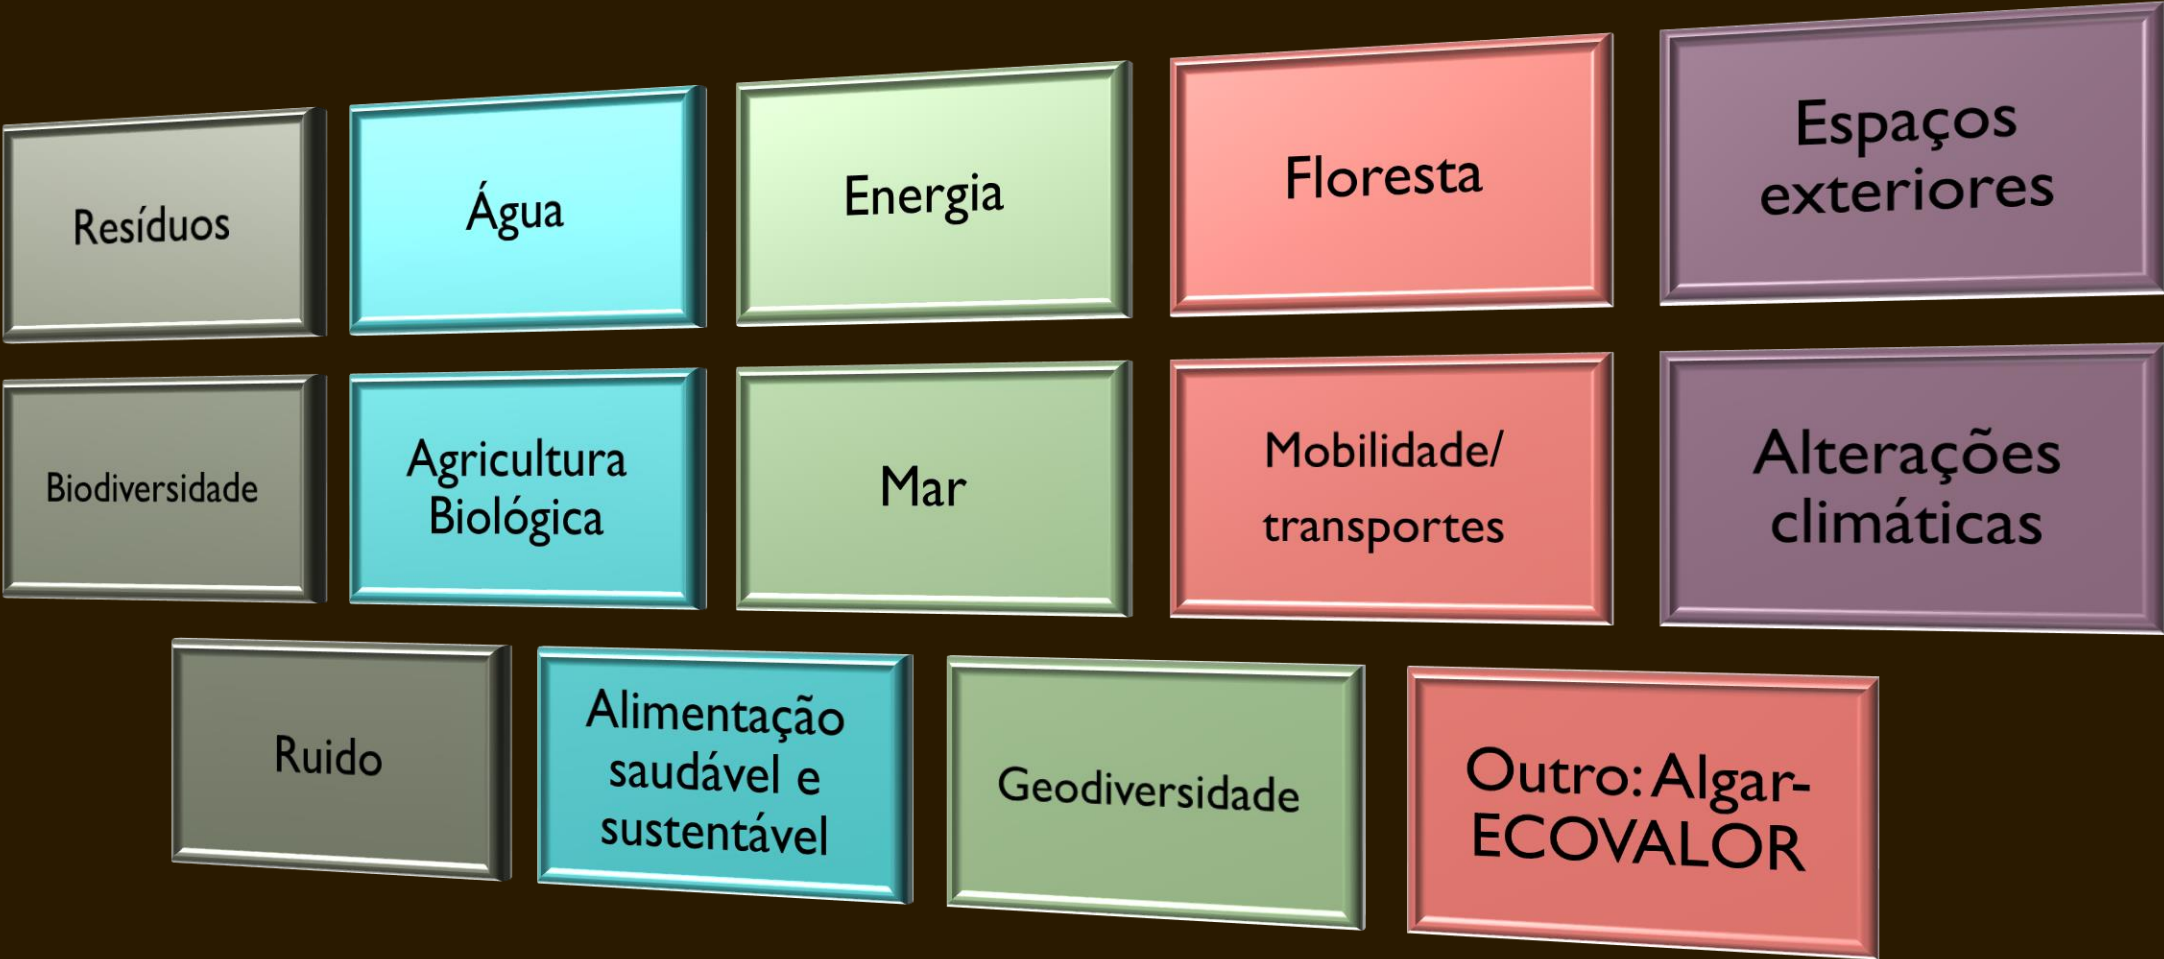 Resíduos
Água
Energia
Floresta
Espaços
exteriores
Biodiversidade
Agricultura
Biológica
Mar
Mobilidade/
transportes
Alterações
climáticas
Ruido
Alimentação
saudável e
sustentável
Geodiversidade
Outro: Algar-
ECOVALOR